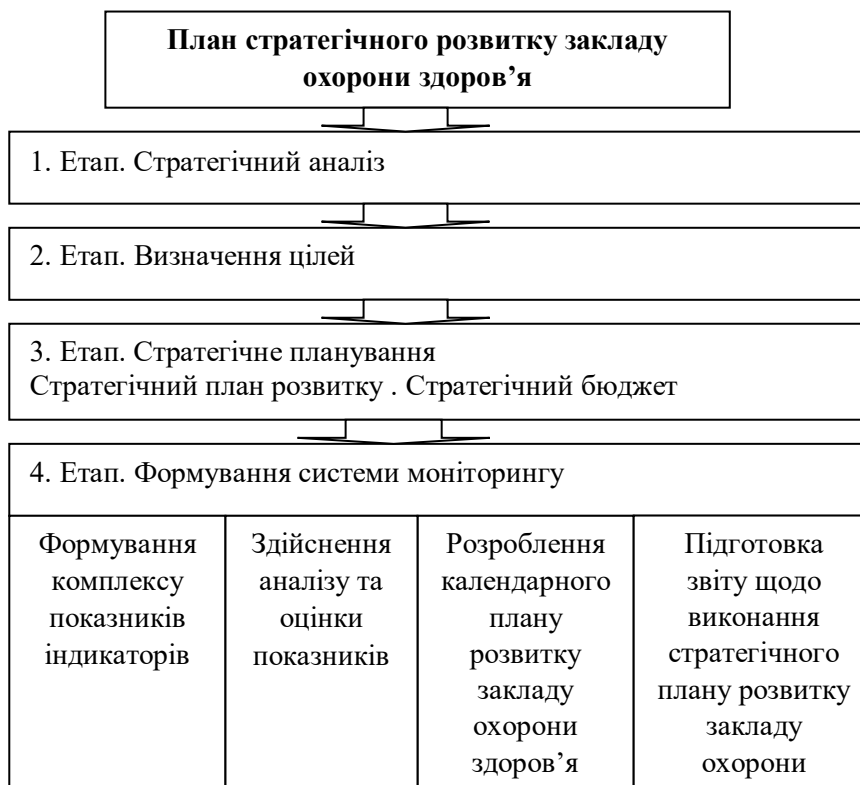 План стратегічного розвитку закладу
охорони здоров’я
1. Етап. Стратегічний аналіз
2. Етап. Визначення цілей
3. Етап. Стратегічне планування
Стратегічний план розвитку . Стратегічний бюджет
4. Етап. Формування системи моніторингу
Формування
комплексу
показників
індикаторів
Здійснення
аналізу та
оцінки
показників
Розроблення
календарного
плану
розвитку
закладу
охорони
здоров’я
Підготовка
звіту щодо
виконання
стратегічного
плану розвитку
закладу
охорони